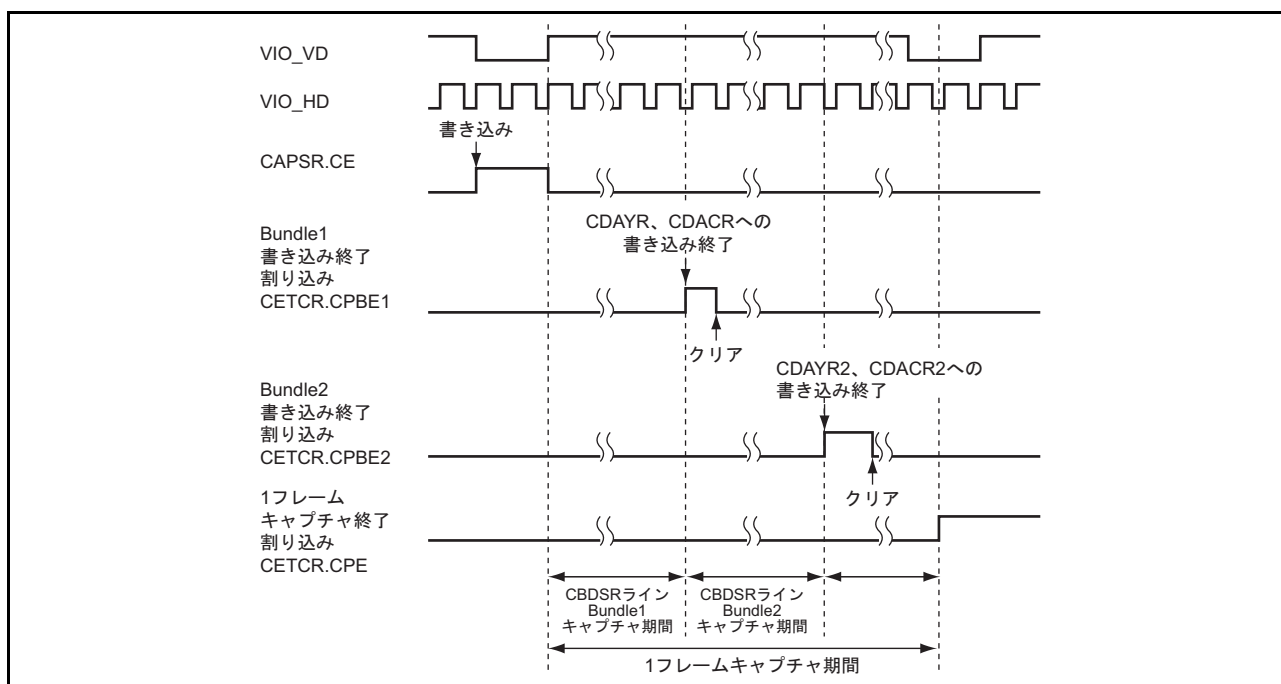 VIO_VD
VIO_HD
書き込み
CAPSR.CE
CDAYR、CDACRへの
書き込み終了
Bundle1
書き込み終了
割り込み
CETCR.CPBE1
クリア
CDAYR2、CDACR2への
書き込み終了
Bundle2
書き込み終了
割り込み
CETCR.CPBE2
クリア
1フレーム
キャプチャ終了
割り込み
CETCR.CPE
CBDSRライン
Bundle1
キャプチャ期間
CBDSRライン
Bundle2
キャプチャ期間
1フレームキャプチャ期間